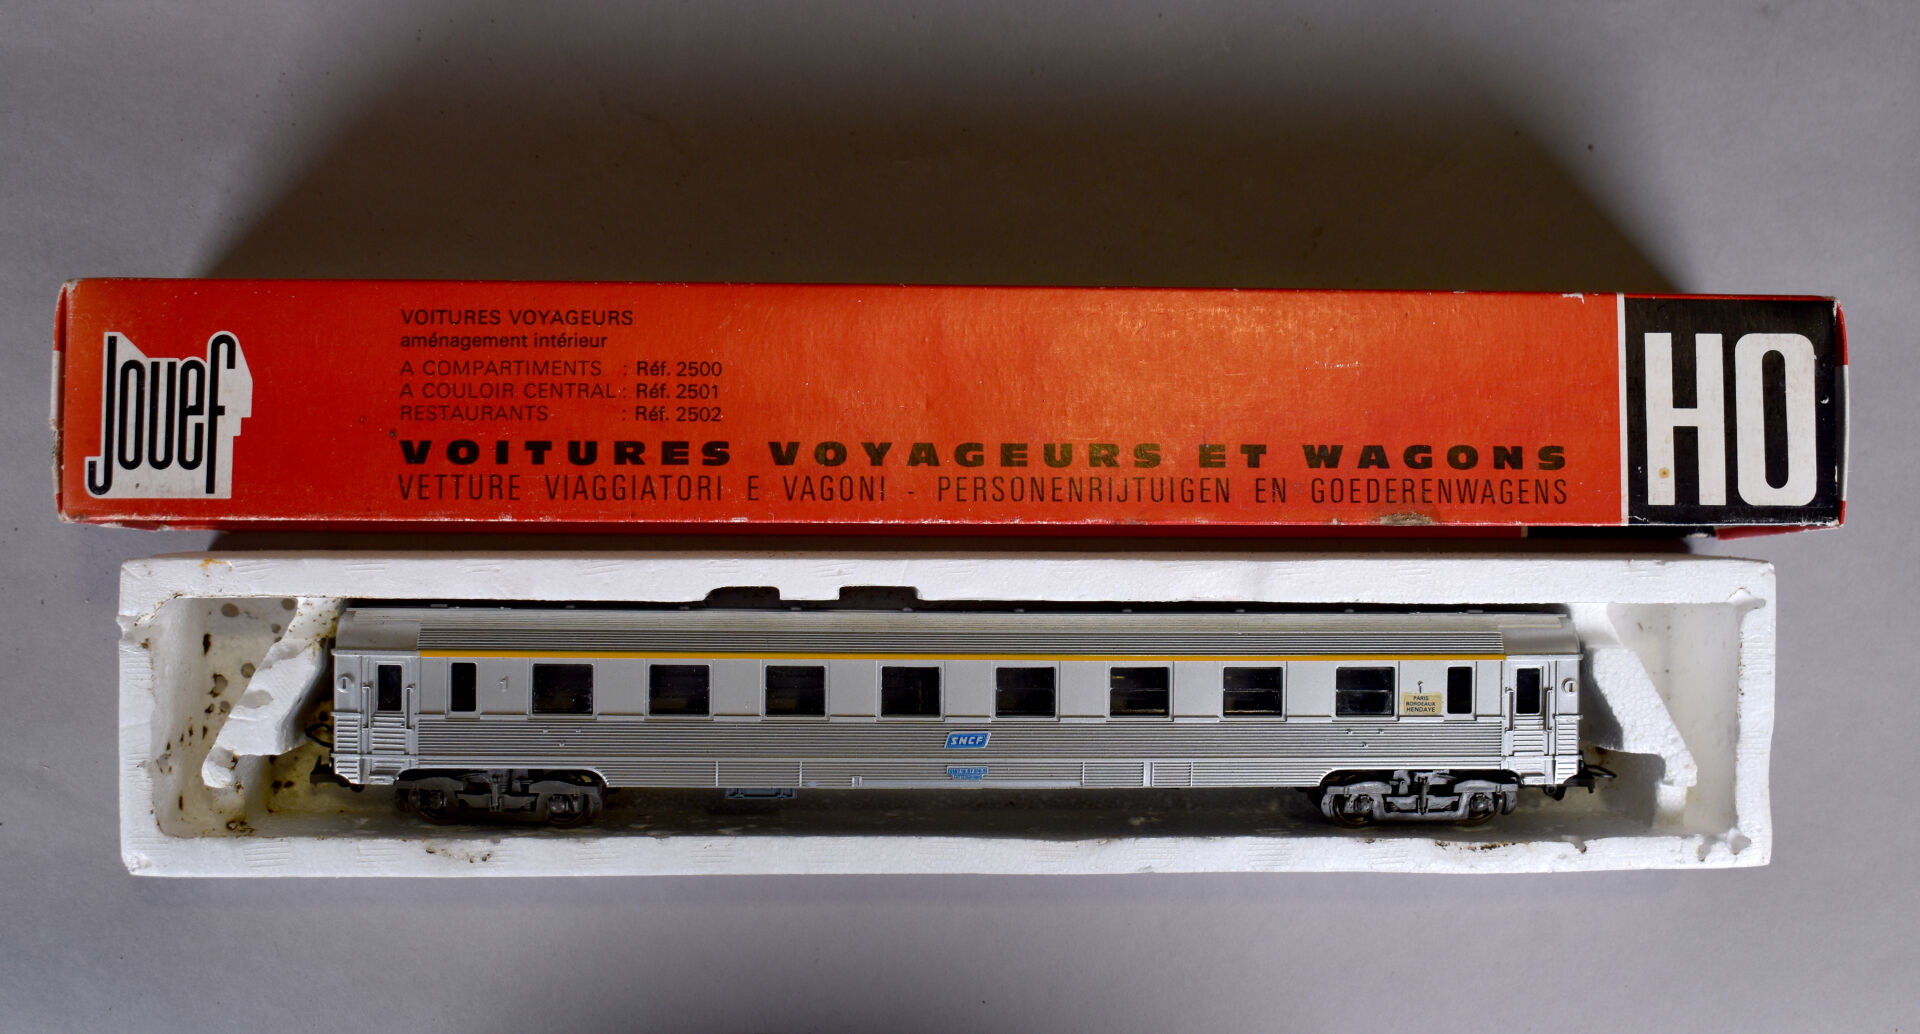 Jouef
VOITURES VOYAGEURS
aménagement intérieur
A COMPARTIMENTS : Réf. 2500
A COULOIR CENTRAL : Réf. 2501
RESTAURANTS : Réf. 2502
VOITURES VOYAGEURS ET WAGONS
VETTURE VIAGGIATORI E VAGONI - PERSONENRIJTUIGEN EN GOEDERENWAGENS
HO
1
1
PARIS
BORDEAUX
HENDAYE
SNCF